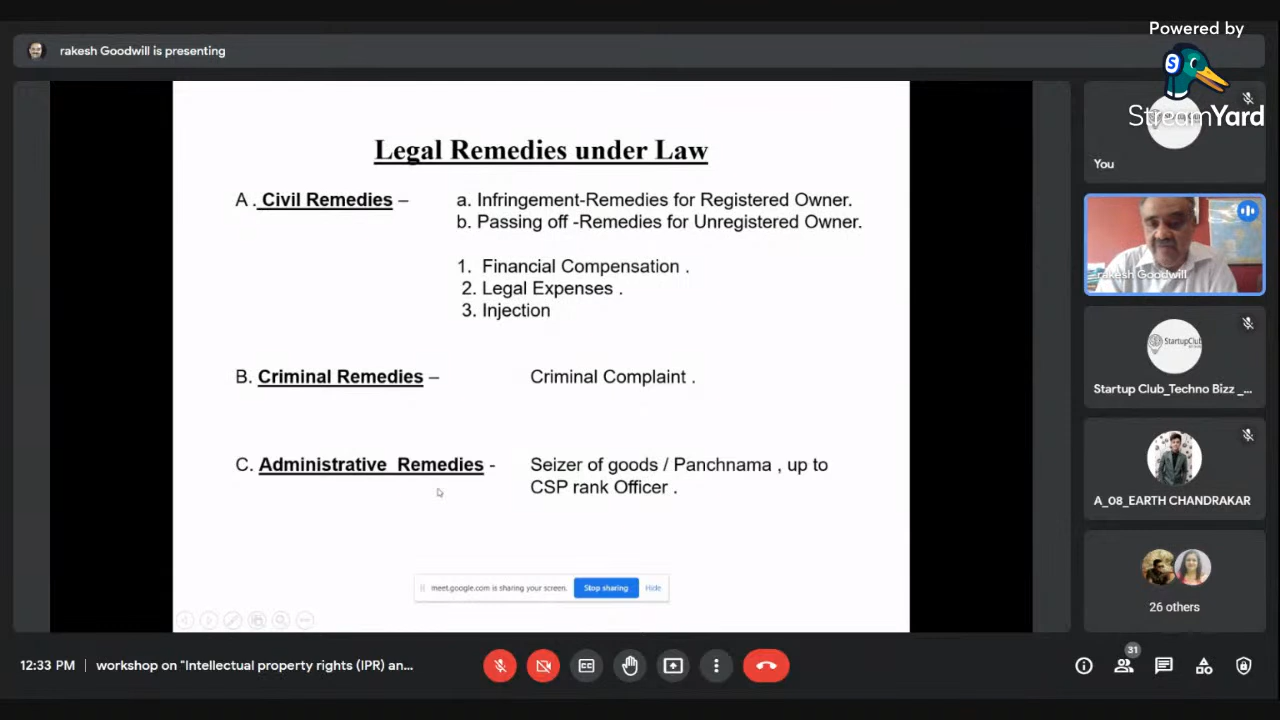 Powered by
StreamYard
rakesh Goodwill is presenting
Legal Remedies under Law
A . Civil Remedies – a. Infringement-Remedies for Registered Owner.
b. Passing off -Remedies for Unregistered Owner.
1. Financial Compensation .
2. Legal Expenses .
3. Injection
B. Criminal Remedies – Criminal Complaint .
C. Administrative Remedies - Seizer of goods / Panchnama , up to
CSP rank Officer .
meet.google.com is sharing your screen. Stop sharing Hide
You
rakesh Goodwill
StartupClub
Startup Club_Techno Bizz _...
A_08_EARTH CHANDRAKAR
26 others
12:33 PM | workshop on "Intellectual property rights (IPR) an...
31